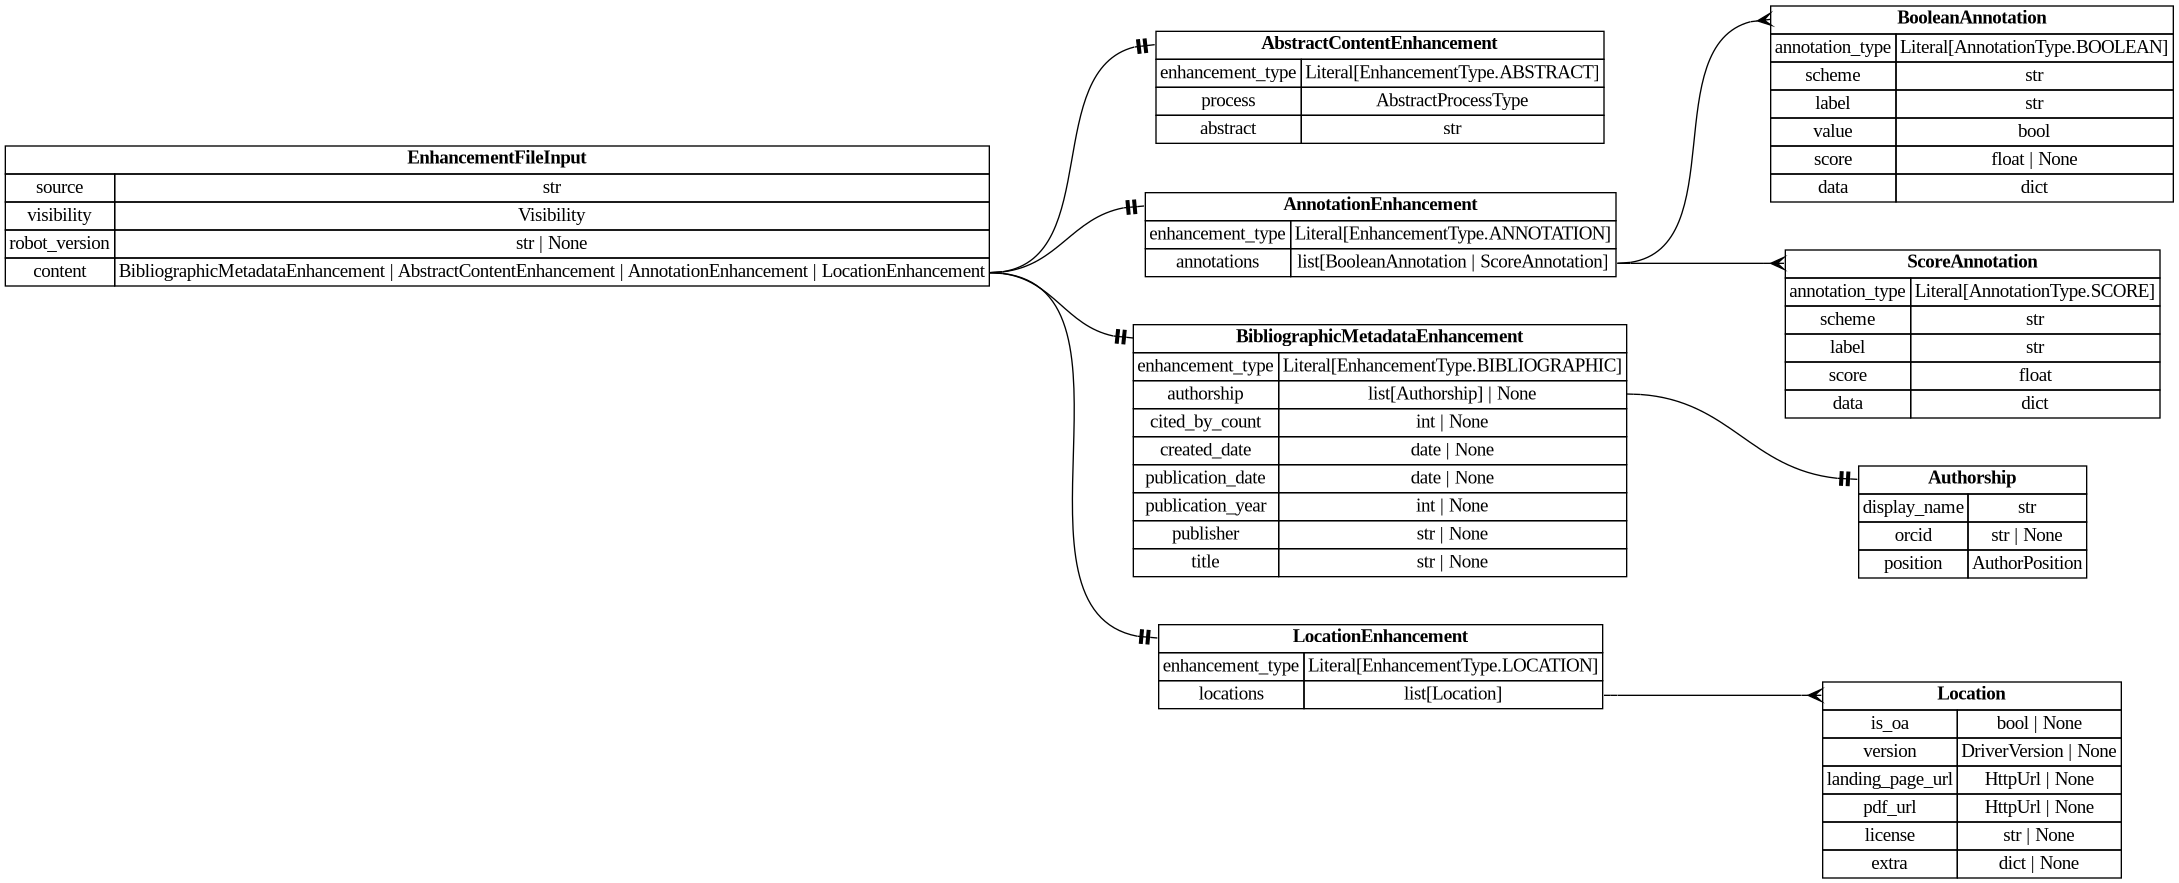 EnhancementFileInput
source str
visibility Visibility
robot_version str | None
content BibliographicMetadataEnhancement | AbstractContentEnhancement | AnnotationEnhancement | LocationEnhancement
AbstractContentEnhancement
enhancement_type Literal[EnhancementType.ABSTRACT]
process AbstractProcessType
abstract str
AnnotationEnhancement
enhancement_type Literal[EnhancementType.ANNOTATION]
annotations list[BooleanAnnotation | ScoreAnnotation]
BibliographicMetadataEnhancement
enhancement_type Literal[EnhancementType.BIBLIOGRAPHIC]
authorship list[Authorship] | None
cited_by_count int | None
created_date date | None
publication_date date | None
publication_year int | None
publisher str | None
title str | None
LocationEnhancement
enhancement_type Literal[EnhancementType.LOCATION]
locations list[Location]
BooleanAnnotation
annotation_type Literal[AnnotationType.BOOLEAN]
scheme str
label str
value bool
score float | None
data dict
ScoreAnnotation
annotation_type Literal[AnnotationType.SCORE]
scheme str
label str
score float
data dict
Authorship
display_name str
orcid str | None
position AuthorPosition
Location
is_oa bool | None
version DriverVersion | None
landing_page_url HttpUrl | None
pdf_url HttpUrl | None
license str | None
extra dict | None